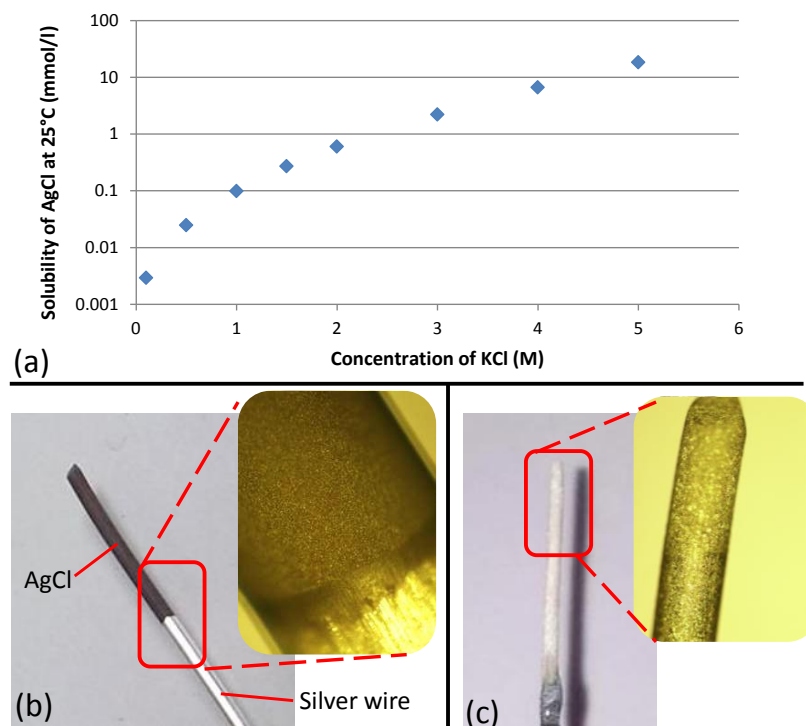 Solubility of AgCl at 25°C (mmol/l)
100
10
1
0.1
0.01
0.001
0
1
2
3
4
5
6
Concentration of KCl (M)
(a)
AgCl
Silver wire
(b)
(c)